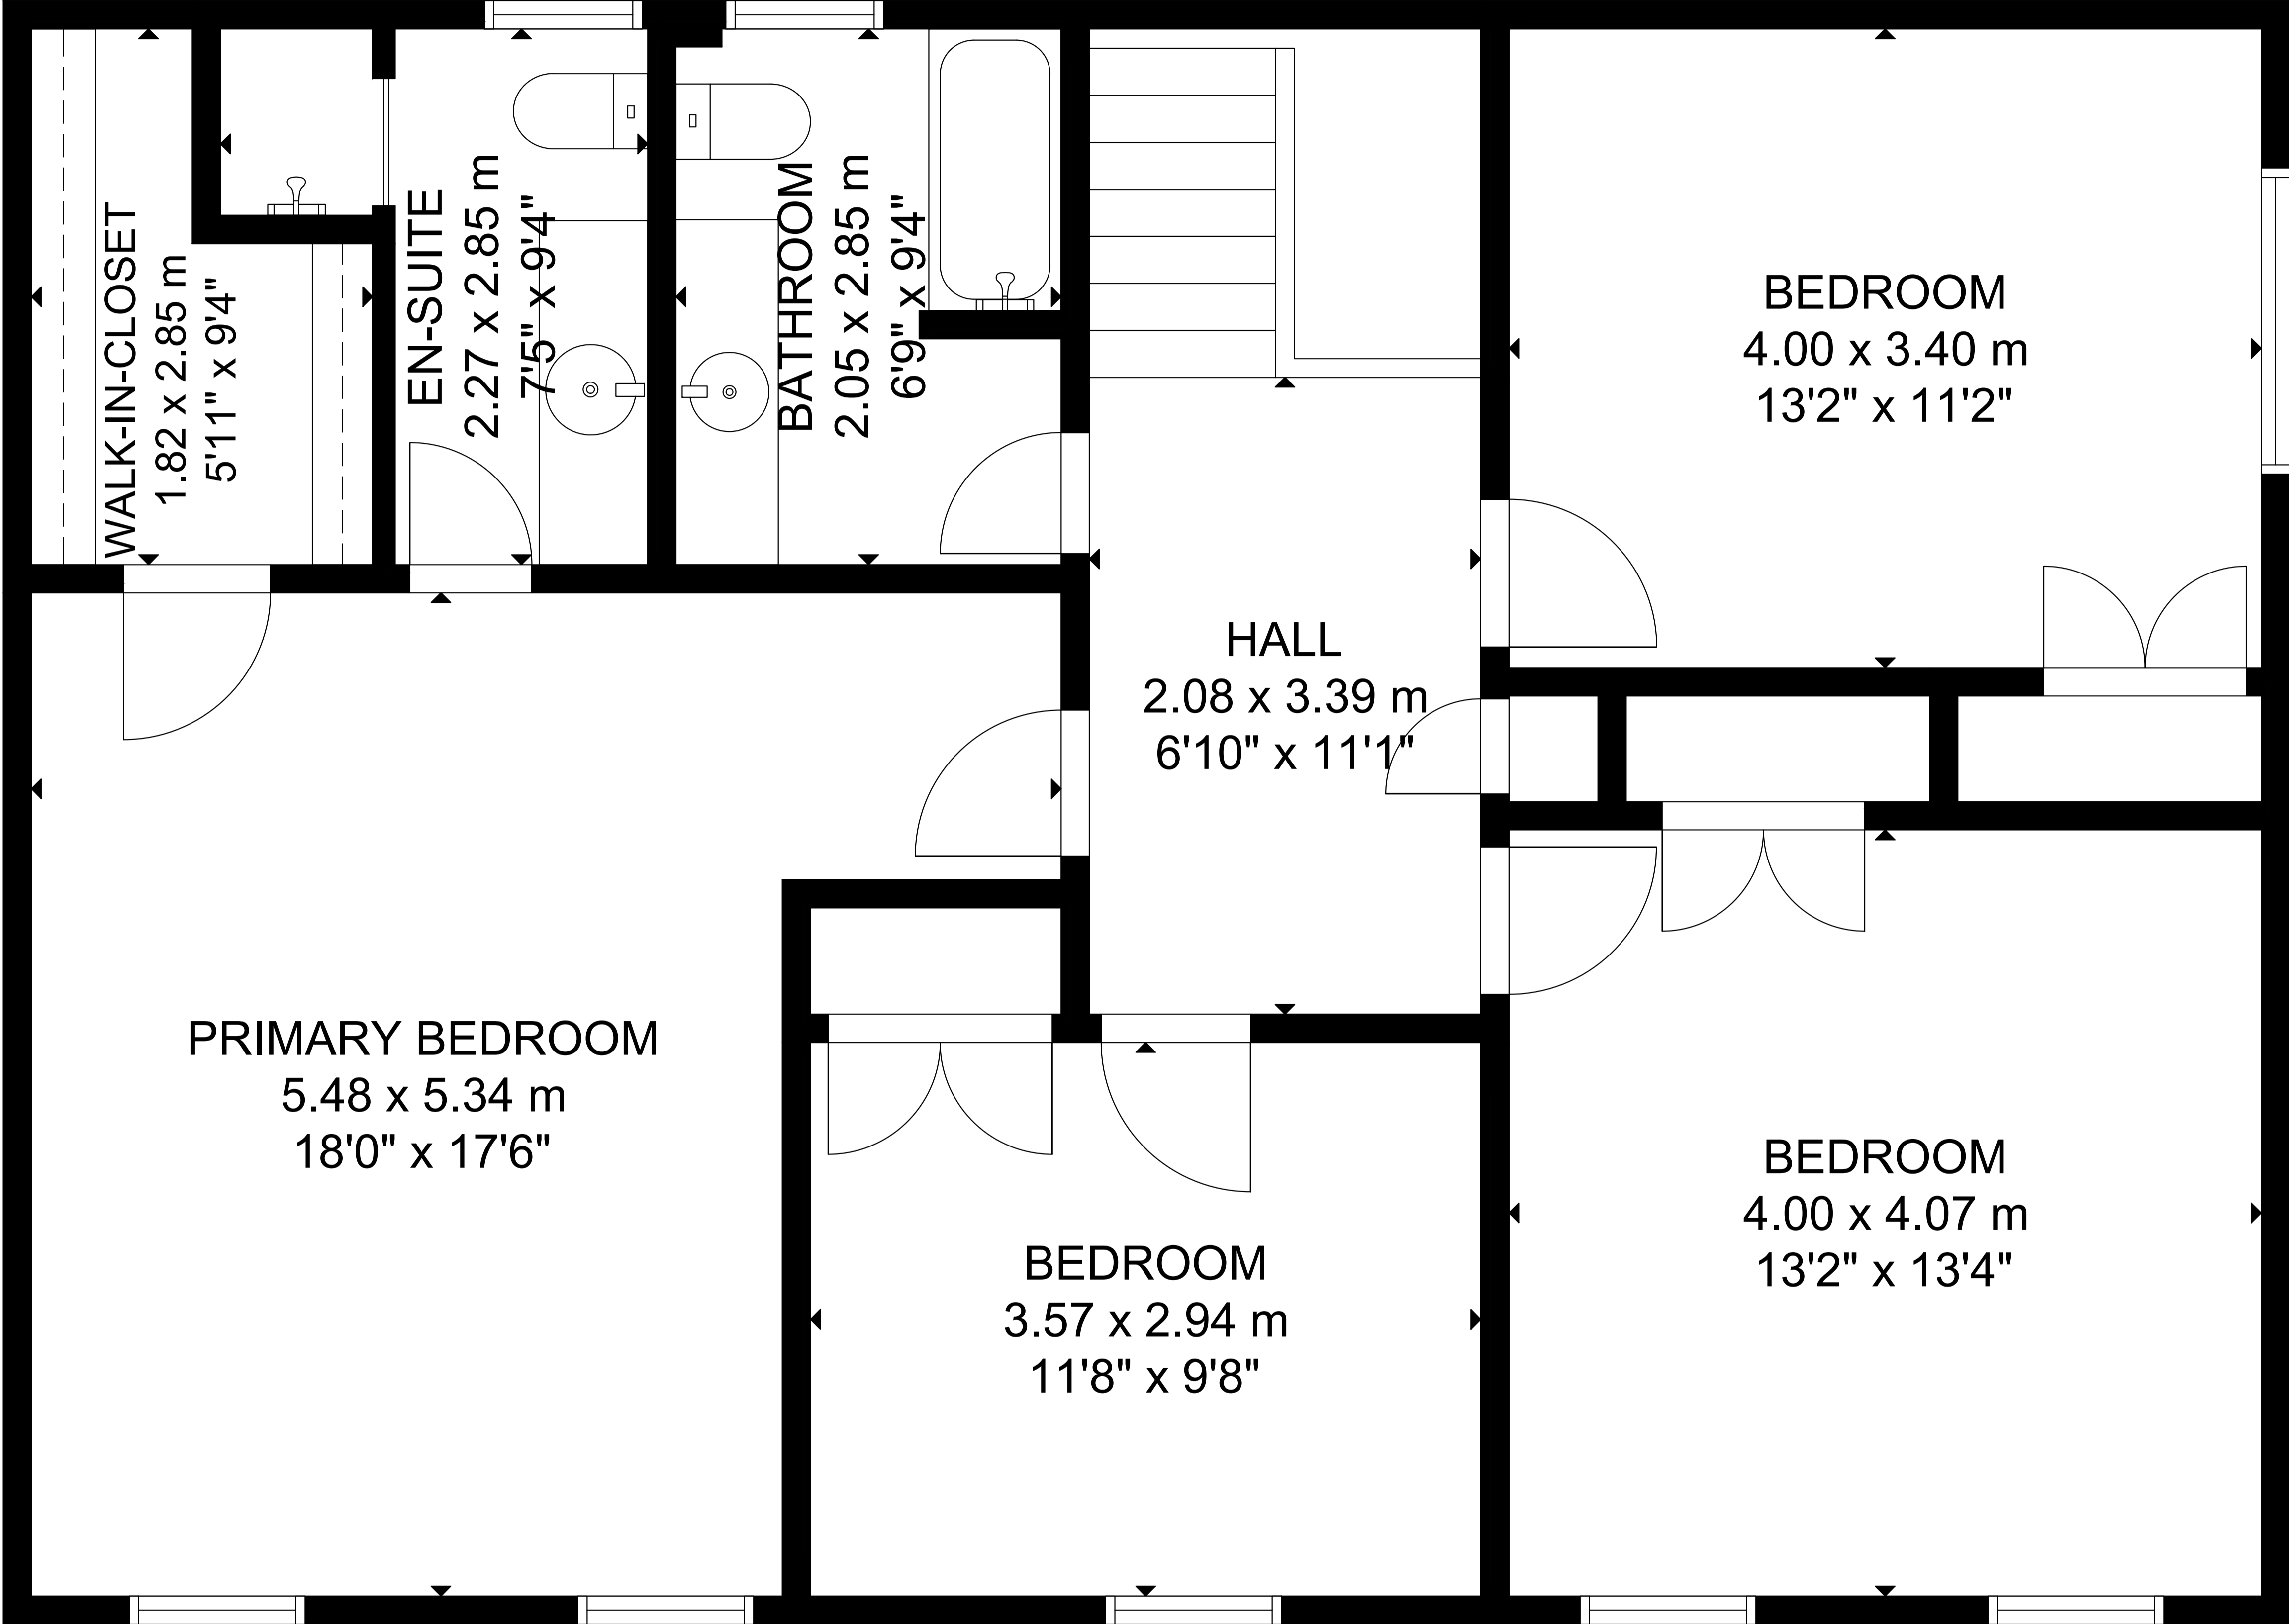 WALK-IN-CLOSET
1.82 x 2.85 m
5'11" x 9'4"
EN-SUITE
2.27 x 2.85 m
7'5" x 9'4"
BATHROOM
2.05 x 2.85 m
6'9" x 9'4"
BEDROOM
4.00 x 3.40 m
13'2" x 11'2"
HALL
2.08 x 3.39 m
6'10" x 11'1"
PRIMARY BEDROOM
5.48 x 5.34 m
18'0" x 17'6"
BEDROOM
3.57 x 2.94 m
11'8" x 9'8"
BEDROOM
4.00 x 4.07 m
13'2" x 13'4"